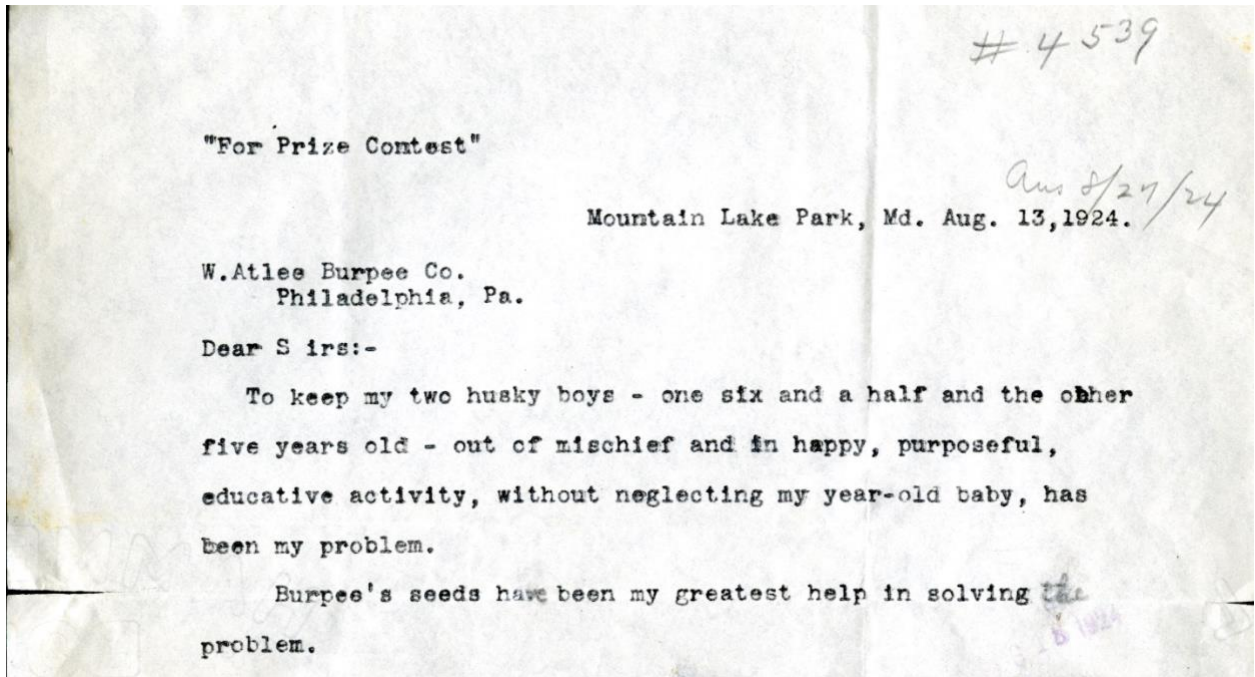 # 4539
"For Prize Contest"
Ans 8/27/24
Mountain Lake Park, Md. Aug. 13,1924.
W.Atlee Burpee Co.
Philadelphia, Pa.
Dear S irs:-
To keep my two husky boys - one six and a half and the other
five years old - out of mischief and in happy, purposeful,
educative activity, without neglecting my year-old baby, has
been my problem.
Burpee's seeds have been my greatest help in solving the
1924
problem.